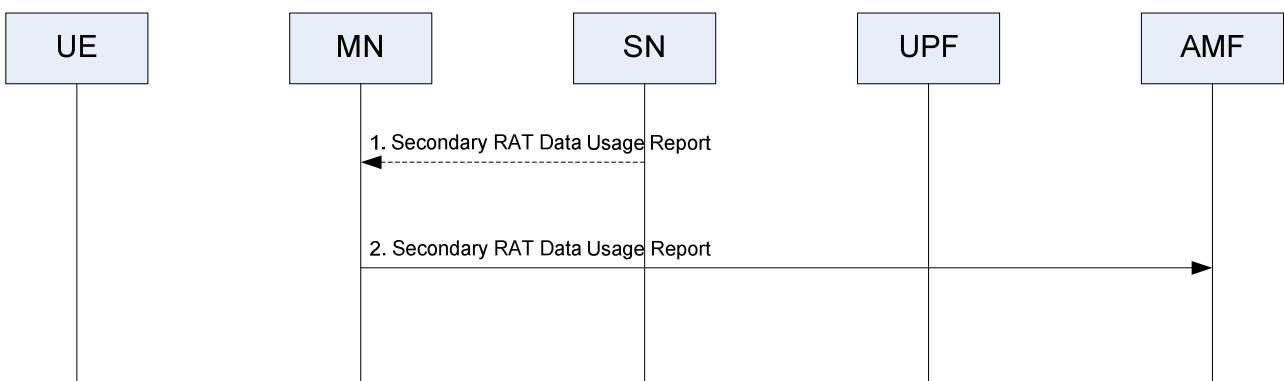 UE
MN
SN
UPF
AMF
1. Secondary RAT Data Usage Report
2. Secondary RAT Data Usage Report